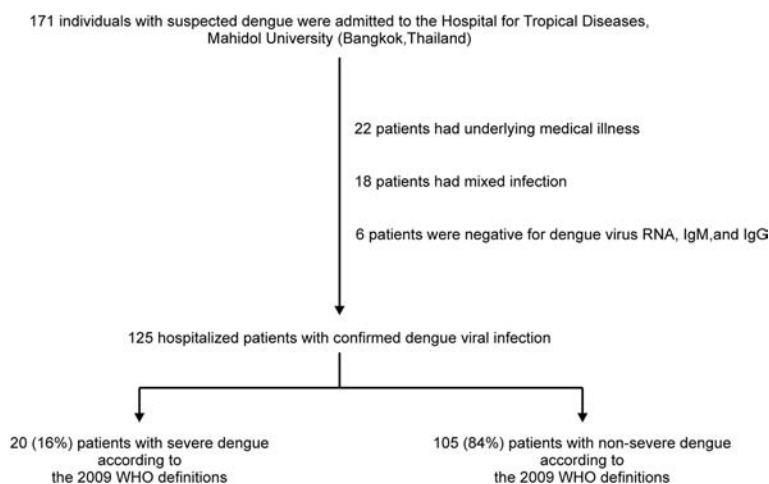 171 individuals with suspected dengue were admitted to the Hospital for Tropical Diseases,
Mahidol University (Bangkok,Thailand)
22 patients had underlying medical illness
18 patients had mixed infection
6 patients were negative for dengue virus RNA, IgM,and IgG
125 hospitalized patients with confirmed dengue viral infection
20 (16%) patients with severe dengue
according to
the 2009 WHO definitions
105 (84%) patients with non-severe dengue
according to
the 2009 WHO definitions